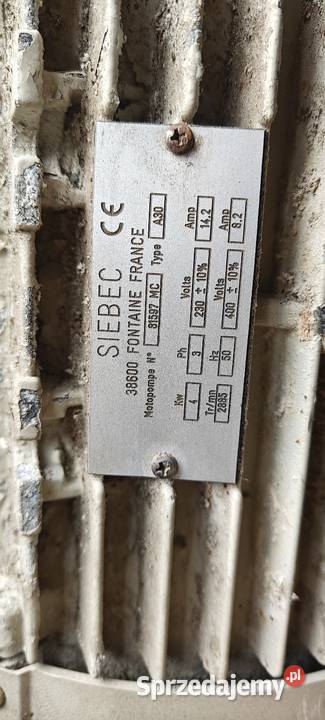 SIEBEC CE
38600 FONTAINE FRANCE
Motopompe N° 81597 MC Type A30
Kw Ph Volts Amp
4 3 230 ± 10% 14.2
Tr/mn Hz Volts Amp
2885 50 400 ± 10% 8.2
Sprzedajemy.pl